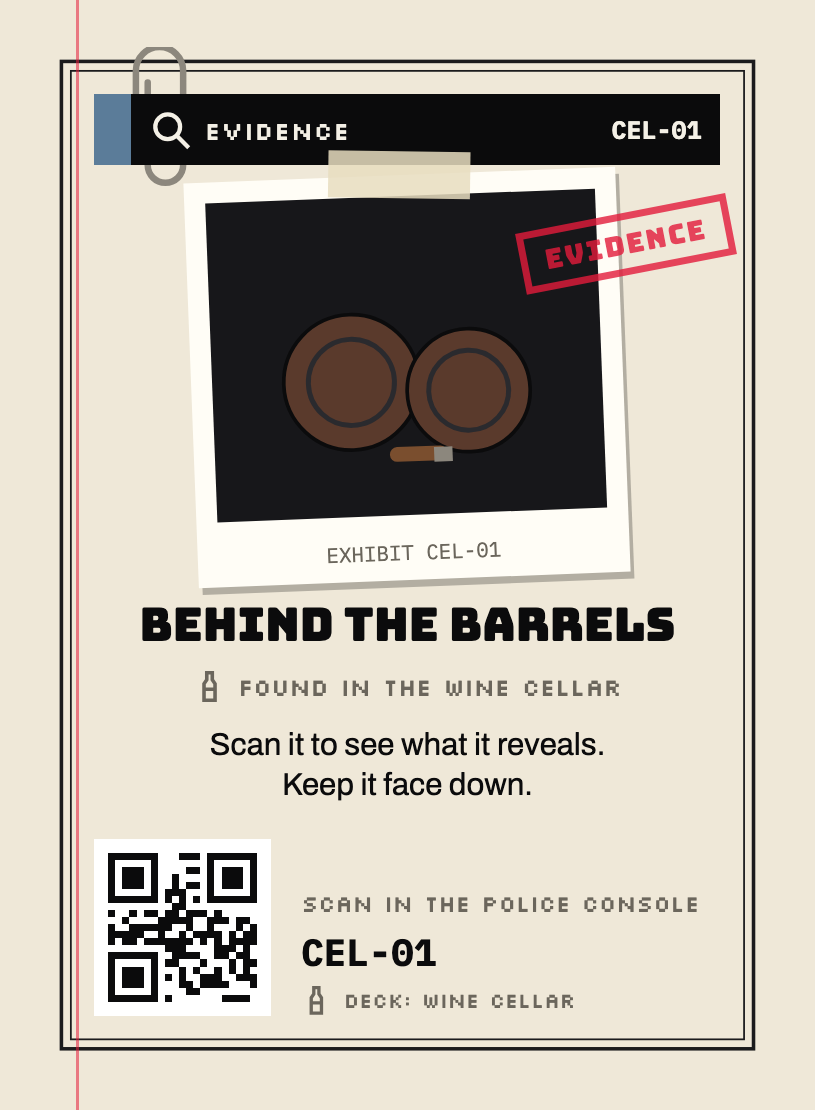 EVIDENCE
CEL-01
EVIDENCE
EXHIBIT CEL-01
BEHIND THE BARRELS
FOUND IN THE WINE CELLAR
Scan it to see what it reveals.
Keep it face down.
SCAN IN THE POLICE CONSOLE
CEL-01
DECK: WINE CELLAR